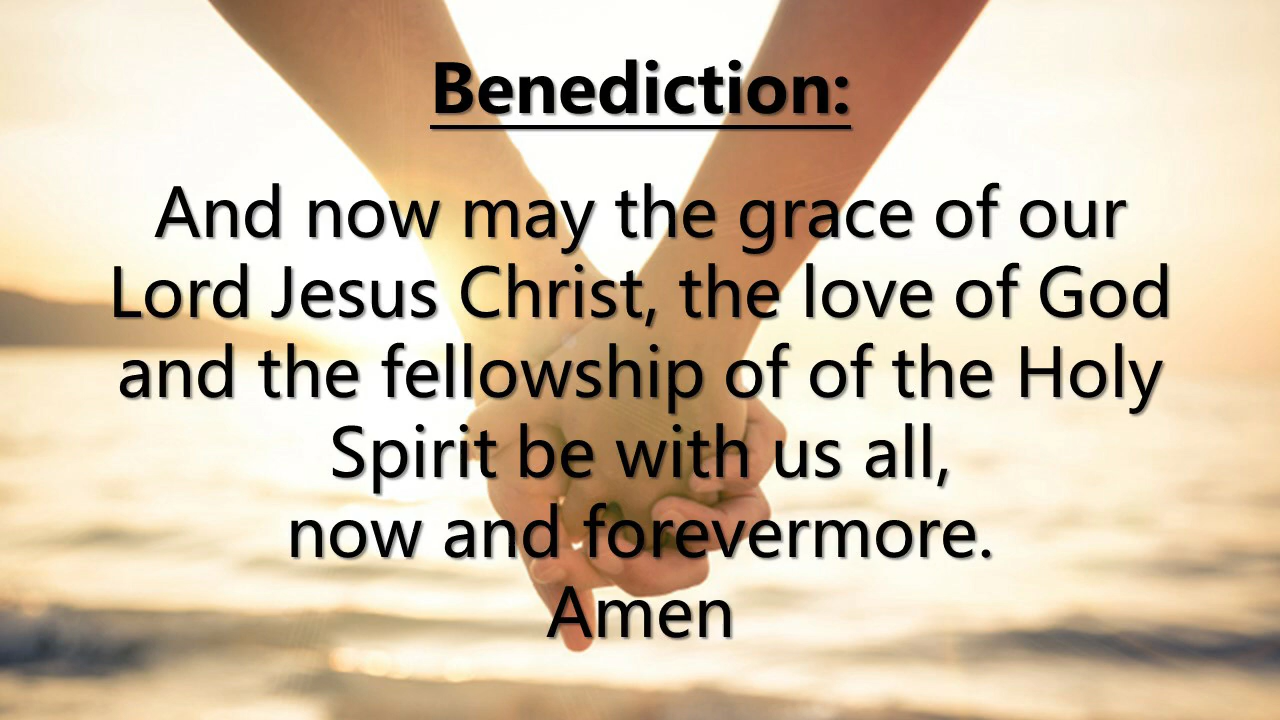 Benediction:
And now may the grace of our
Lord Jesus Christ, the love of God
and the fellowship of of the Holy
Spirit be with us all,
now and forevermore.
Amen